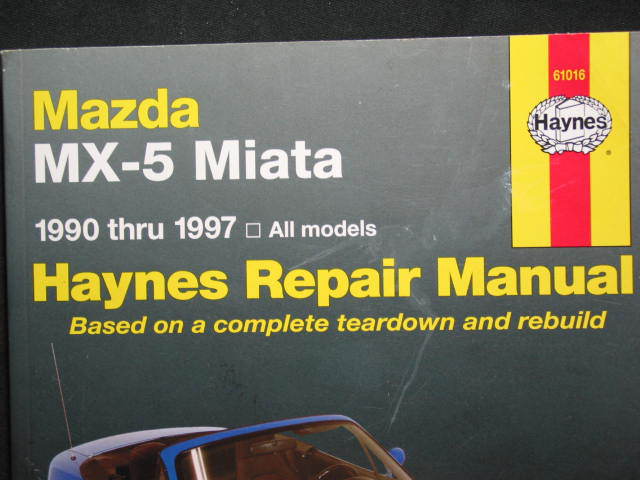 61016
Haynes
®
Mazda
MX-5 Miata
1990 thru 1997 □ All models
Haynes Repair Manual
Based on a complete teardown and rebuild